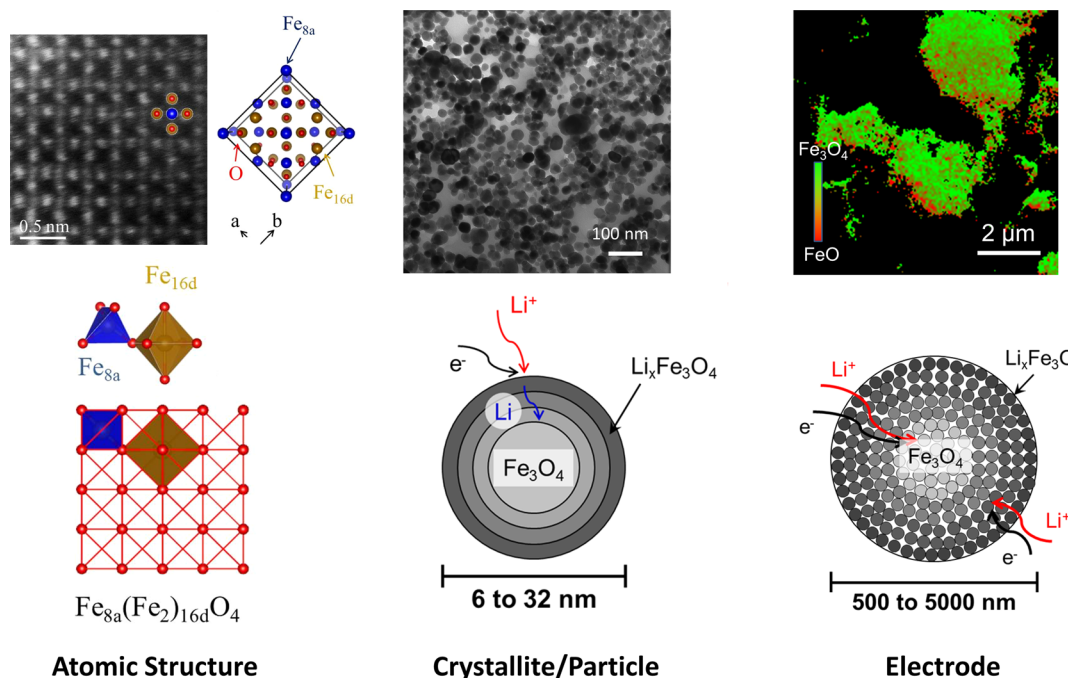 Fe8a
O
Fe16d
a
b
0.5 nm
Fe16d
Fe8a
Fe8a(Fe2)16dO4
Atomic Structure
100 nm
Li+
e-
LixFe3O4
Li
Fe3O4
6 to 32 nm
Crystallite/Particle
Fe3O4
FeO
2 μm
Li+
LixFe3O
e-
Fe3O4
Li+
e-
500 to 5000 nm
Electrode